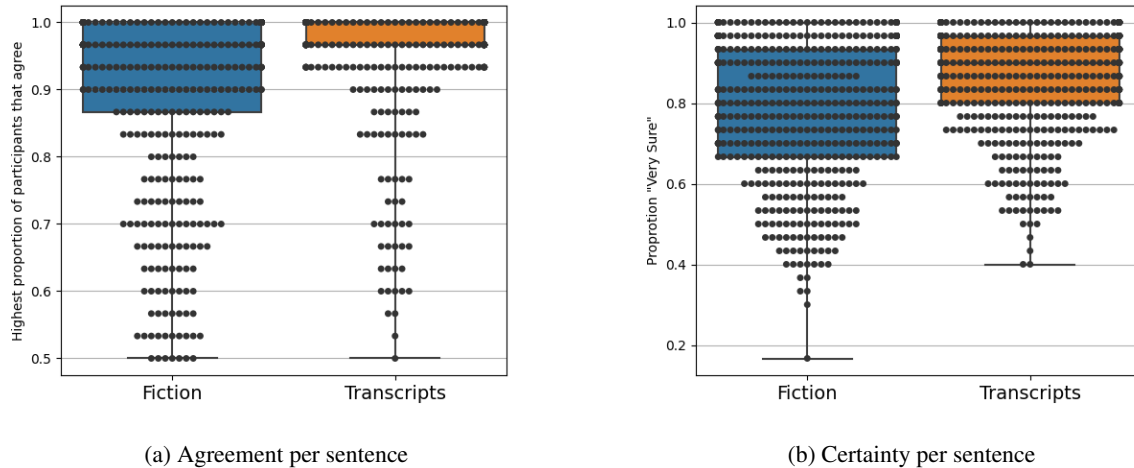 Highest proportion of participants that agree
1.0
0.9
0.8
0.7
0.6
0.5
Fiction
Transcripts
(a) Agreement per sentence
Proprotion "Very Sure"
1.0
0.8
0.6
0.4
0.2
Fiction
Transcripts
(b) Certainty per sentence